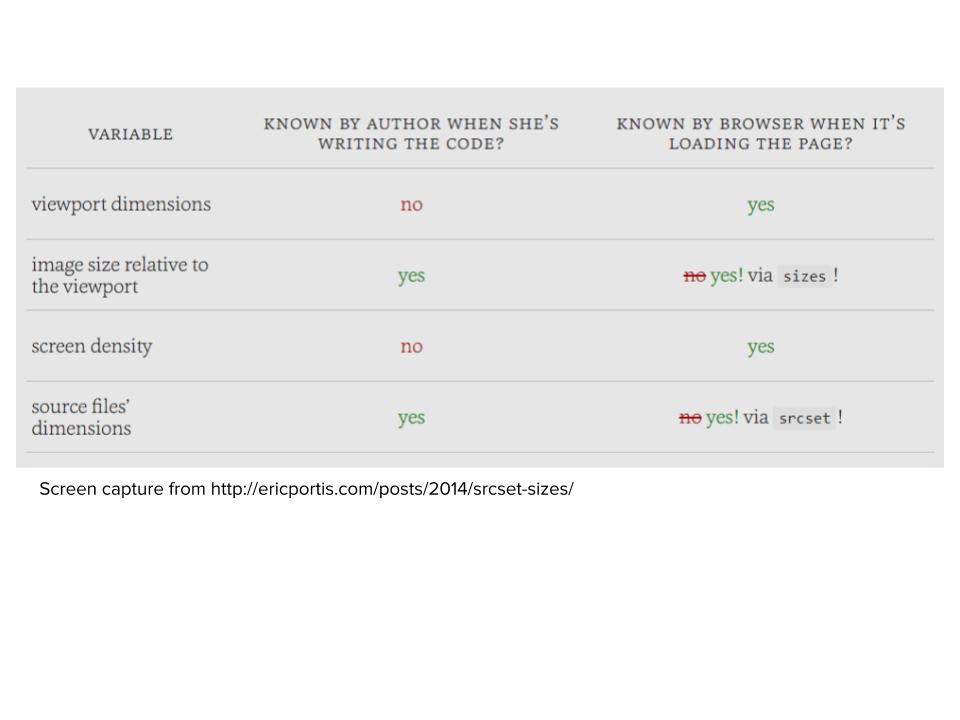 VARIABLE
KNOWN BY AUTHOR WHEN SHE'S
WRITING THE CODE?
KNOWN BY BROWSER WHEN IT'S
LOADING THE PAGE?
viewport dimensions
no
yes
image size relative to
the viewport
yes
no yes! via sizes !
screen density
no
yes
source files'
dimensions
yes
no yes! via srcset !
Screen capture from http://ericportis.com/posts/2014/srcset-sizes/